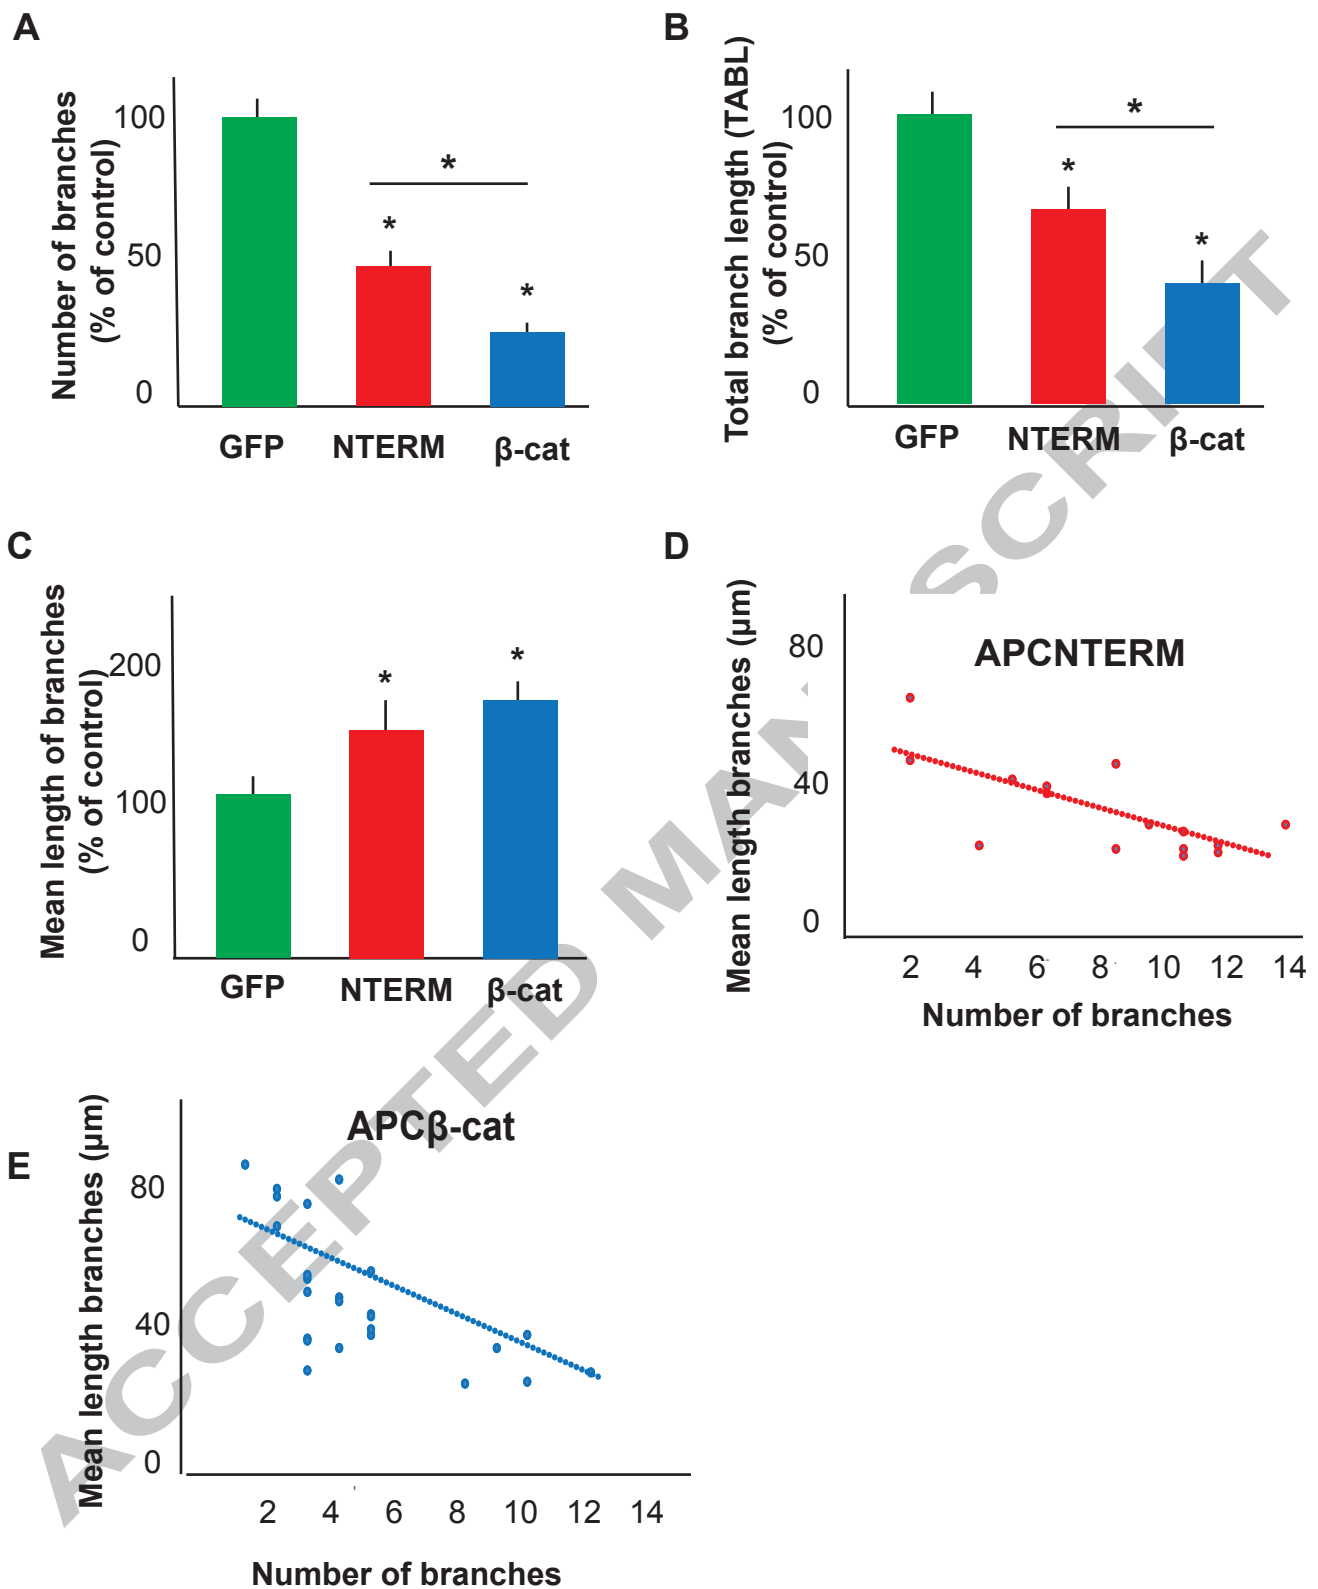 A
Number of branches
(% of control)
100
50
0
*
*
*
GFP
NTERM
β-cat
B
Total branch length (TABL)
(% of control)
100
50
0
*
*
*
GFP
NTERM
β-cat
C
Mean length of branches
(% of control)
200
100
0
*
*
GFP
NTERM
β-cat
D
Mean length branches (μm)
APCNTERM
80
40
0
2 4 6 8 10 12 14
Number of branches
E
Mean length branches (μm)
APCβ-cat
80
40
0
2 4 6 8 10 12 14
Number of branches
ACCEPTED MANUSCRIPT